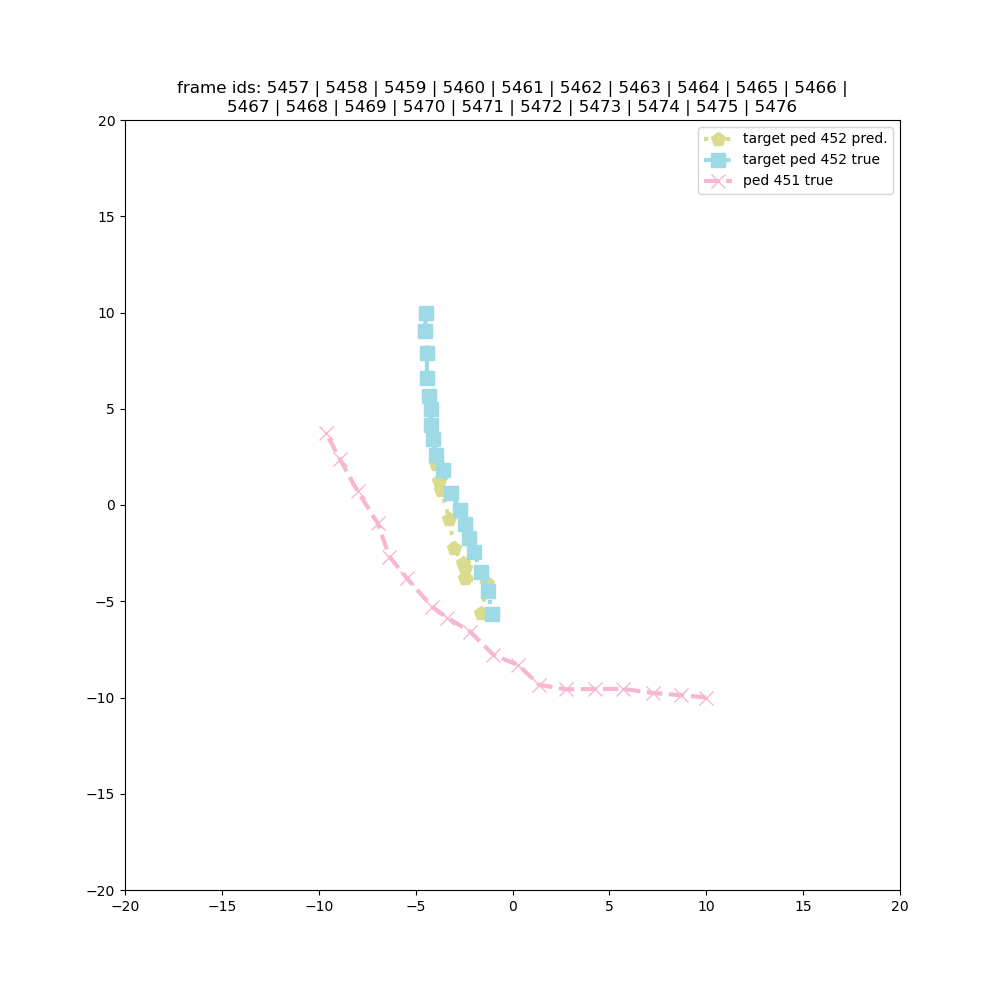 frame ids: 5457 | 5458 | 5459 | 5460 | 5461 | 5462 | 5463 | 5464 | 5465 | 5466 |
5467 | 5468 | 5469 | 5470 | 5471 | 5472 | 5473 | 5474 | 5475 | 5476
target ped 452 pred.
target ped 452 true
ped 451 true
20
15
10
5
0
−5
−10
−15
−20
−20 −15 −10 −5 0 5 10 15 20